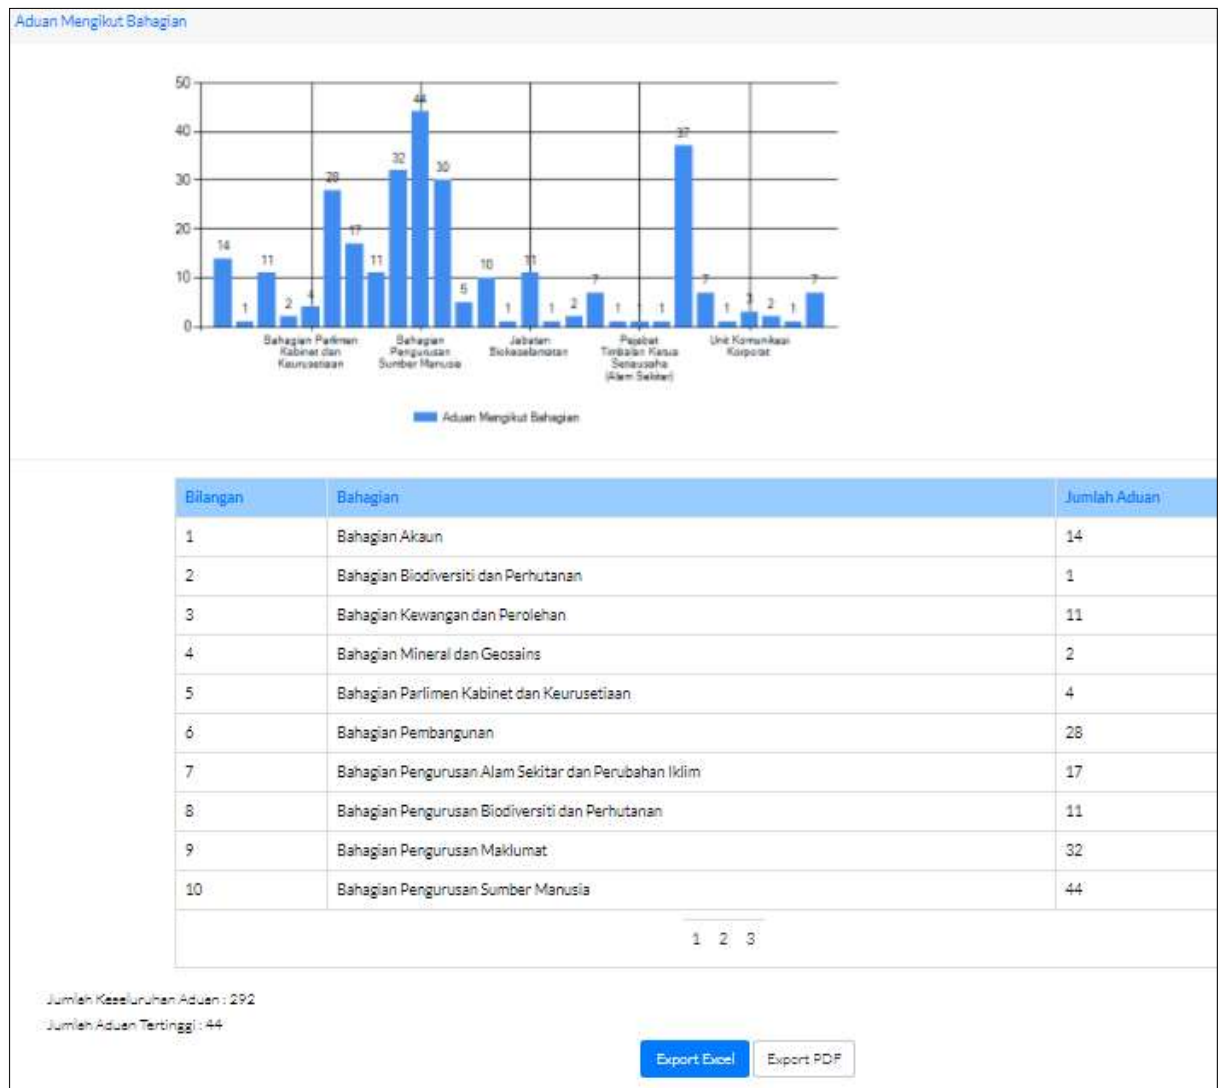 Aduan Mengikut Bahagian
50
40
30
20
10
0
14
1
11
2
4
28
17
11
32
44
30
5
10
1
11
1
2
7
1
1
1
37
7
1
3
2
1
7
Bahagian Parlimen
Kabinet dan
Keurusetiaan
Bahagian
Pengurusan
Sumber Manusia
Jabatan
Biokeselamatan
Pejabat
Timbalan Ketua
Setiausaha
(Alam Sekitar)
Unit Komunikasi
Korporat
Aduan Mengikut Bahagian
Bilangan Bahagian Jumlah Aduan
1 Bahagian Akaun 14
2 Bahagian Biodiversiti dan Perhutanan 1
3 Bahagian Kewangan dan Perolehan 11
4 Bahagian Mineral dan Geosains 2
5 Bahagian Parlimen Kabinet dan Keurusetiaan 4
6 Bahagian Pembangunan 28
7 Bahagian Pengurusan Alam Sekitar dan Perubahan Iklim 17
8 Bahagian Pengurusan Biodiversiti dan Perhutanan 11
9 Bahagian Pengurusan Maklumat 32
10 Bahagian Pengurusan Sumber Manusia 44
1 2 3
Jumlah Keseluruhan Aduan : 292
Jumlah Aduan Tertinggi : 44
Export Excel Export PDF